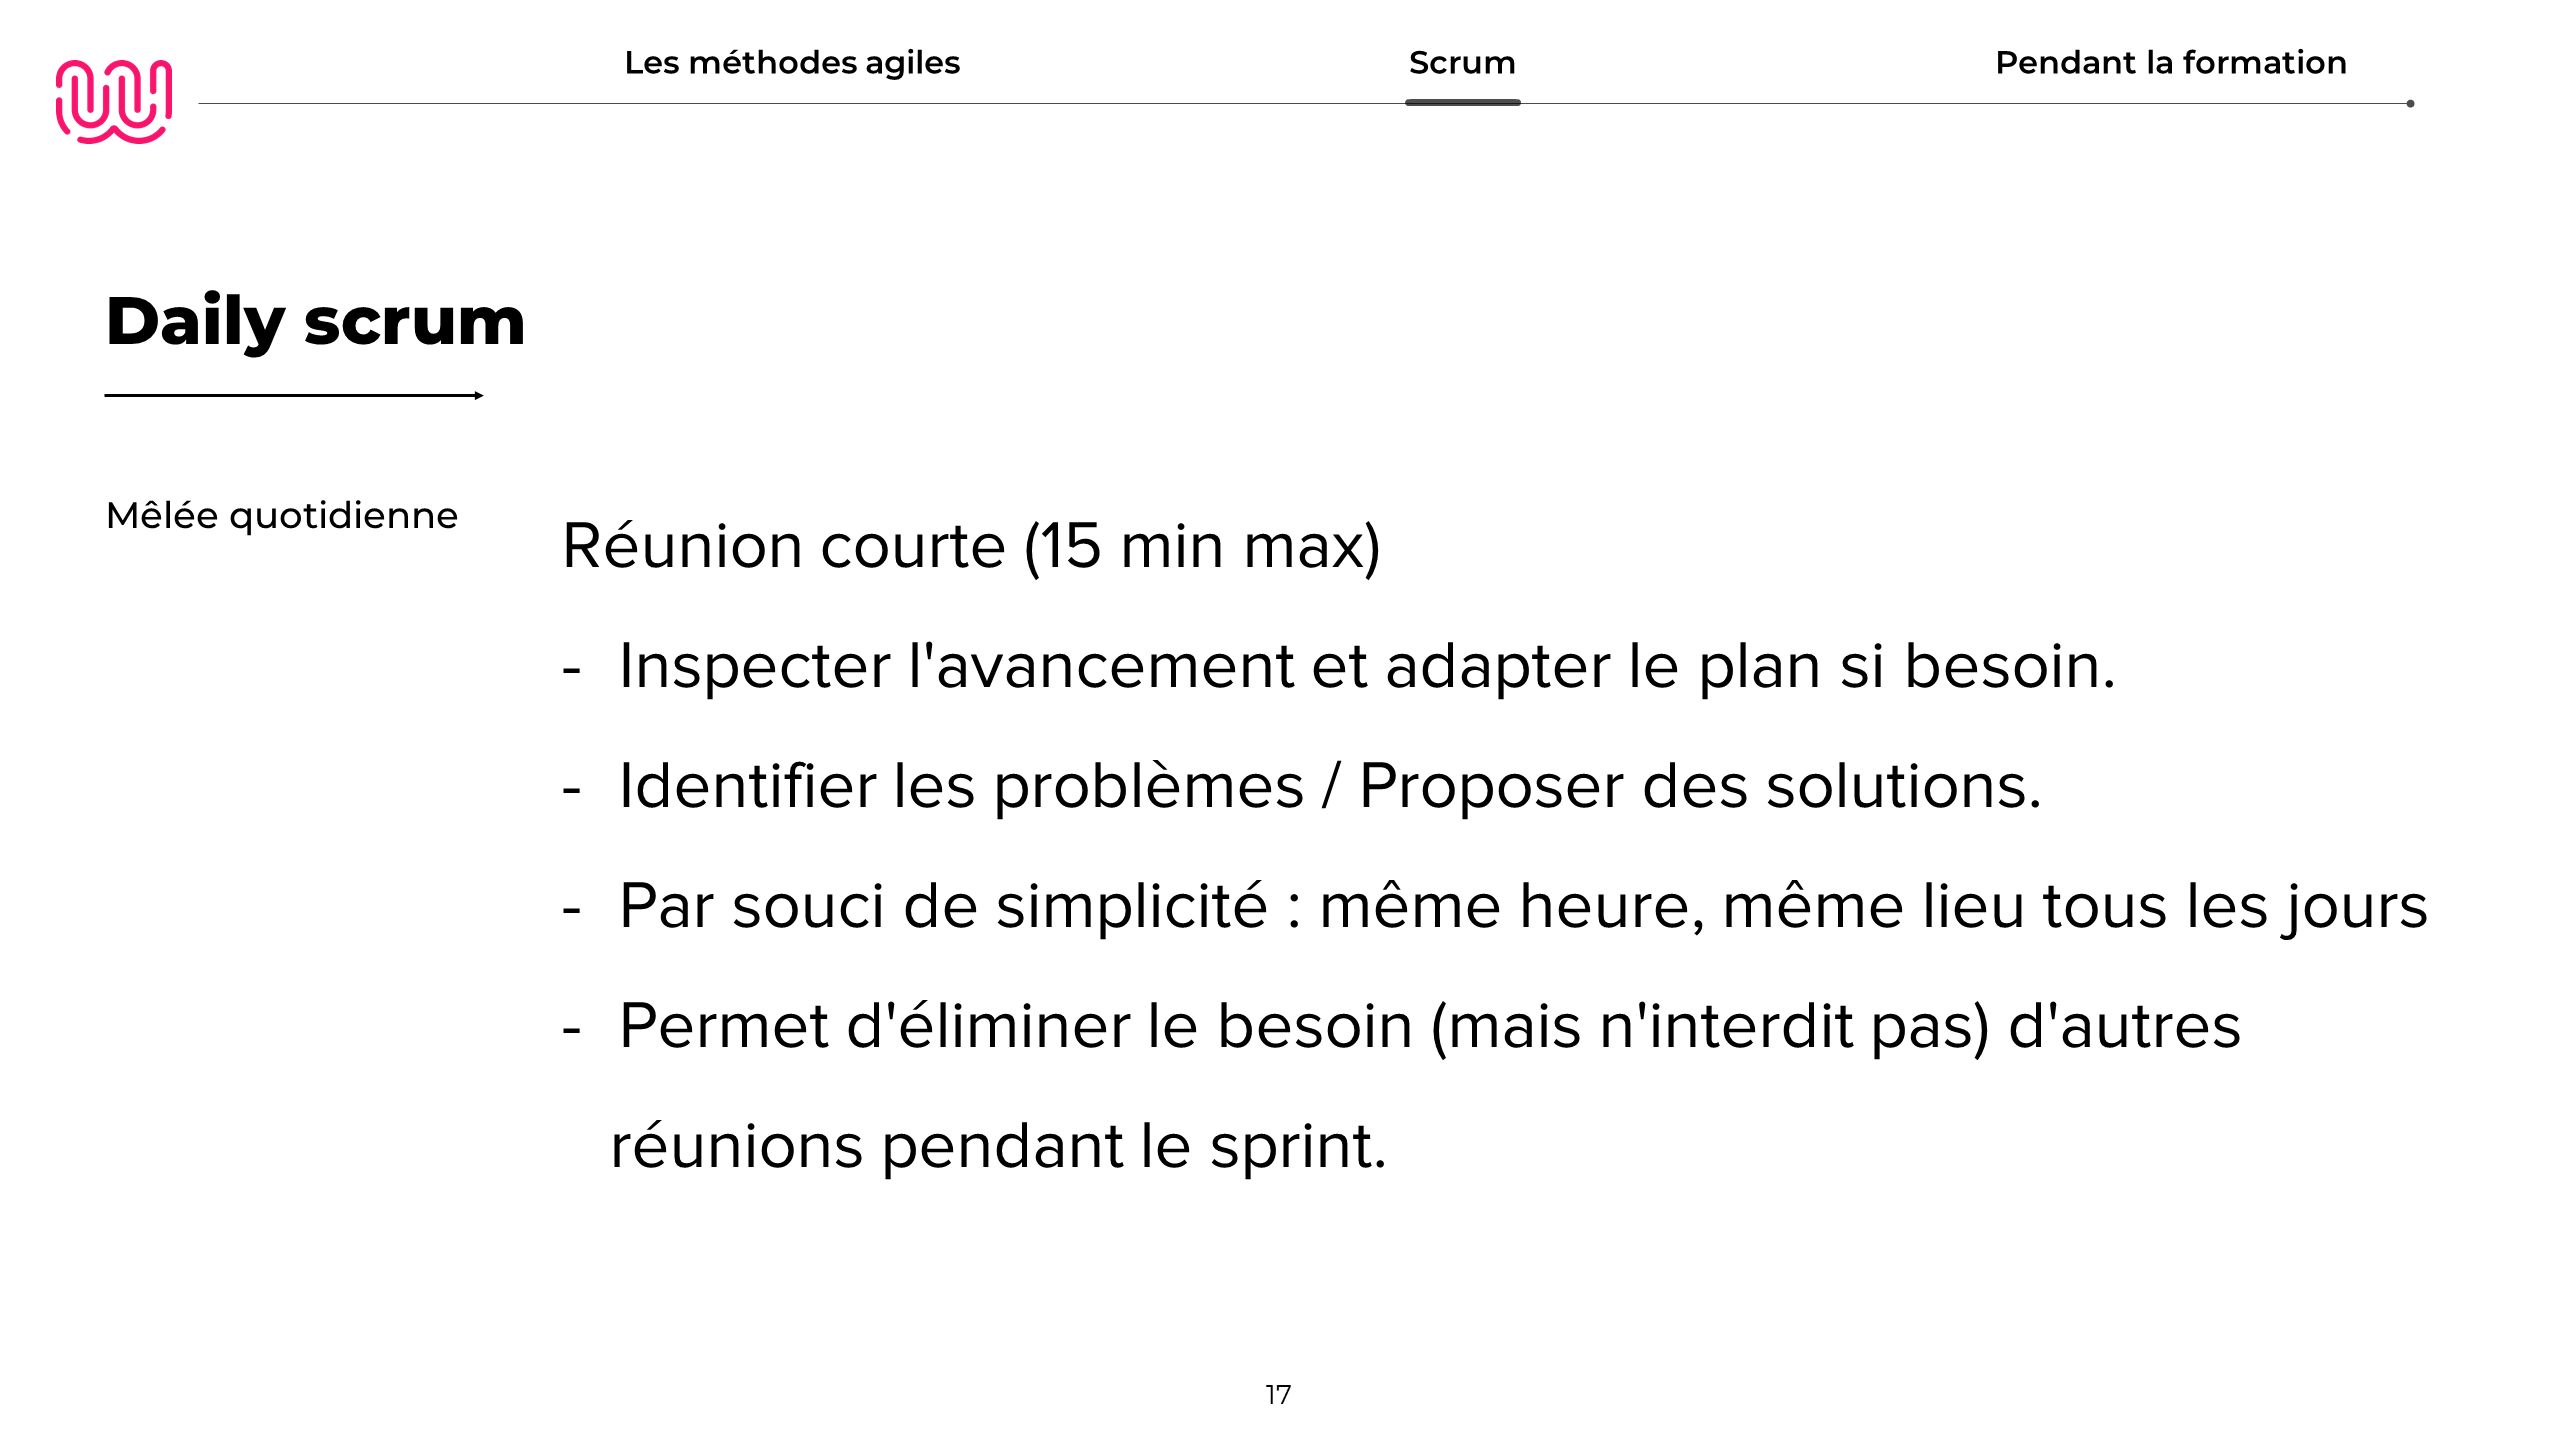 Les méthodes agiles
Scrum
Pendant la formation
Daily scrum
Mêlée quotidienne
Réunion courte (15 min max)
- Inspecter l'avancement et adapter le plan si besoin.
- Identifier les problèmes / Proposer des solutions.
- Par souci de simplicité : même heure, même lieu tous les jours
- Permet d'éliminer le besoin (mais n'interdit pas) d'autres
réunions pendant le sprint.
17